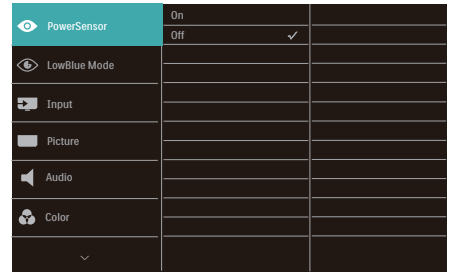 PowerSensor
On
Off
LowBlue Mode
Input
Picture
Audio
Color